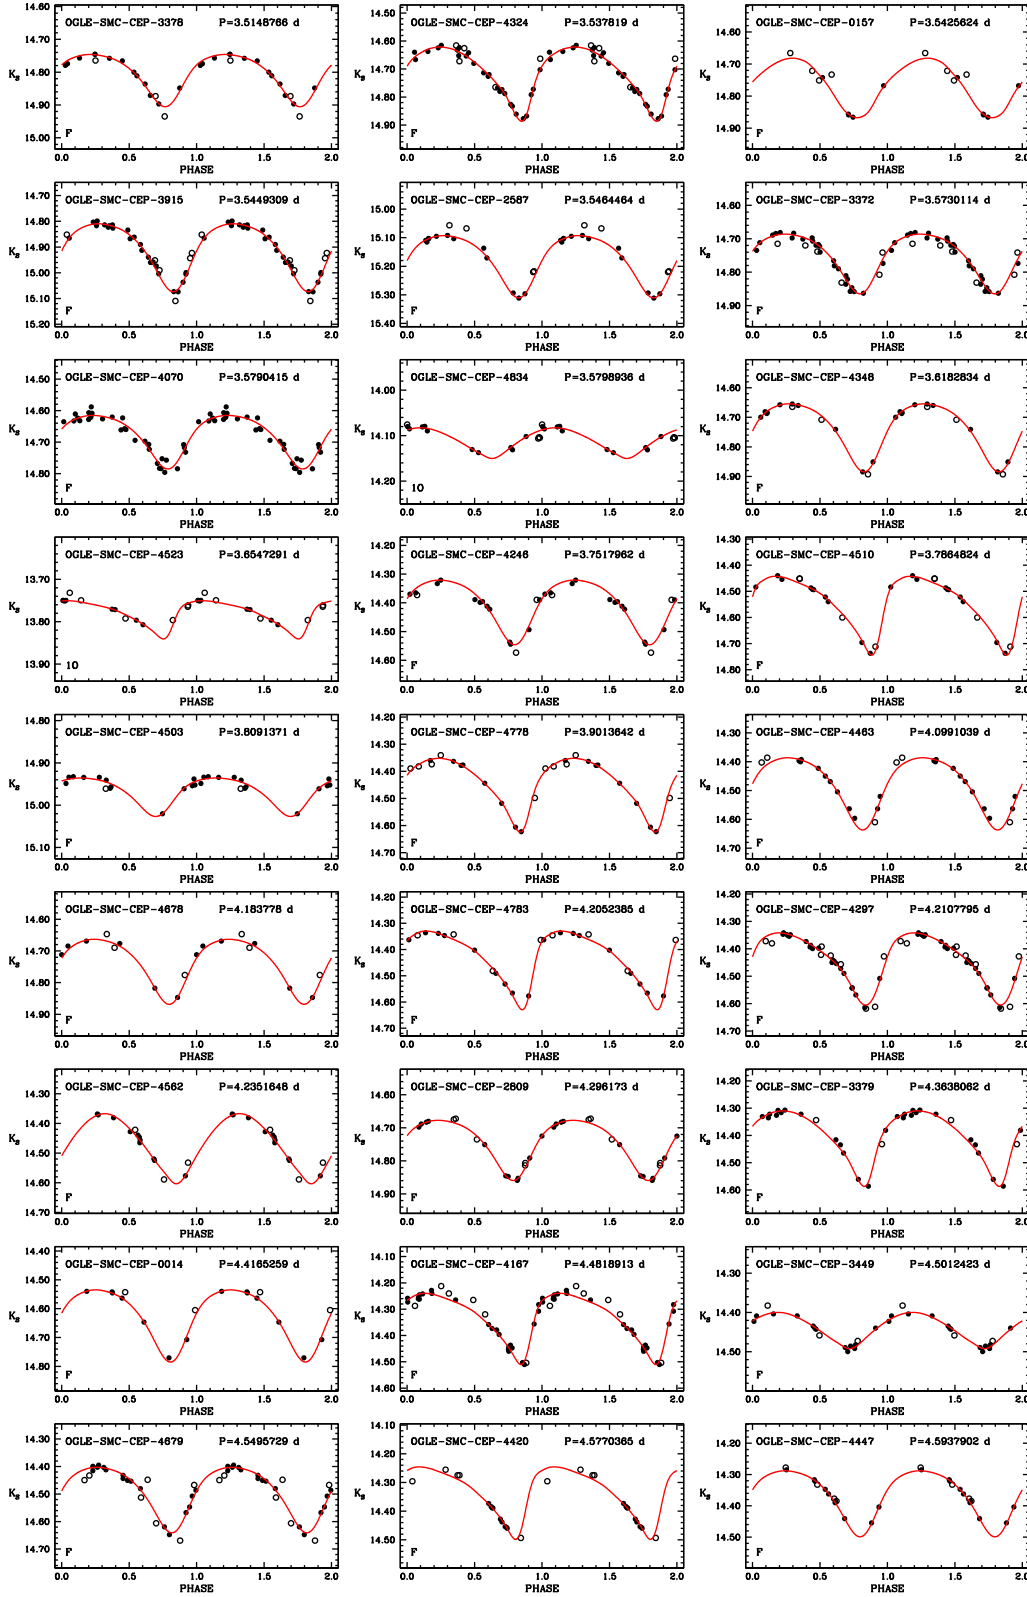 OGLE-SMC-CEP-3378 P=3.5148766 d
14.70
14.80
Ks
14.90
15.00
F
0.0 0.5 1.0 1.5 2.0
PHASE
OGLE-SMC-CEP-4324 P=3.537819 d
14.60
14.70
Ks
14.80
14.90
F
0.0 0.5 1.0 1.5 2.0
PHASE
OGLE-SMC-CEP-0157 P=3.5425624 d
14.60
14.70
Ks
14.80
14.90
F
0.0 0.5 1.0 1.5 2.0
PHASE
OGLE-SMC-CEP-3915 P=3.5449309 d
14.70
14.80
14.90
Ks
15.00
15.10
15.20
F
0.0 0.5 1.0 1.5 2.0
PHASE
OGLE-SMC-CEP-2587 P=3.5464464 d
15.00
15.10
Ks
15.20
15.30
15.40
F
0.0 0.5 1.0 1.5 2.0
PHASE
OGLE-SMC-CEP-3372 P=3.5730114 d
14.60
14.70
Ks
14.80
14.90
F
0.0 0.5 1.0 1.5 2.0
PHASE
OGLE-SMC-CEP-4070 P=3.5790415 d
14.50
14.60
Ks
14.70
14.80
F
0.0 0.5 1.0 1.5 2.0
PHASE
OGLE-SMC-CEP-4834 P=3.5798936 d
14.00
Ks
14.10
14.20
10
0.0 0.5 1.0 1.5 2.0
PHASE
OGLE-SMC-CEP-4348 P=3.6182834 d
14.60
14.70
Ks
14.80
14.90
F
0.0 0.5 1.0 1.5 2.0
PHASE
OGLE-SMC-CEP-4523 P=3.6547291 d
13.70
Ks
13.80
13.90
10
0.0 0.5 1.0 1.5 2.0
PHASE
OGLE-SMC-CEP-4246 P=3.7517962 d
14.20
14.30
14.40
Ks
14.50
14.60
F
0.0 0.5 1.0 1.5 2.0
PHASE
OGLE-SMC-CEP-4510 P=3.7864824 d
14.30
14.40
14.50
Ks
14.60
14.70
14.80
F
0.0 0.5 1.0 1.5 2.0
PHASE
OGLE-SMC-CEP-4503 P=3.8091371 d
14.80
14.90
Ks
15.00
15.10
F
0.0 0.5 1.0 1.5 2.0
PHASE
OGLE-SMC-CEP-4778 P=3.9013642 d
14.20
14.30
14.40
Ks
14.50
14.60
14.70
F
0.0 0.5 1.0 1.5 2.0
PHASE
OGLE-SMC-CEP-4463 P=4.0991039 d
14.30
14.40
Ks
14.50
14.60
14.70
F
0.0 0.5 1.0 1.5 2.0
PHASE
OGLE-SMC-CEP-4678 P=4.183778 d
14.60
14.70
Ks
14.80
14.90
F
0.0 0.5 1.0 1.5 2.0
PHASE
OGLE-SMC-CEP-4783 P=4.2052385 d
14.20
14.30
14.40
Ks
14.50
14.60
14.70
F
0.0 0.5 1.0 1.5 2.0
PHASE
OGLE-SMC-CEP-4297 P=4.2107795 d
14.20
14.30
14.40
Ks
14.50
14.60
14.70
F
0.0 0.5 1.0 1.5 2.0
PHASE
OGLE-SMC-CEP-4562 P=4.2351648 d
14.30
14.40
Ks
14.50
14.60
14.70
F
0.0 0.5 1.0 1.5 2.0
PHASE
OGLE-SMC-CEP-2809 P=4.296173 d
14.60
14.70
Ks
14.80
14.90
F
0.0 0.5 1.0 1.5 2.0
PHASE
OGLE-SMC-CEP-3379 P=4.3638062 d
14.20
14.30
14.40
Ks
14.50
14.60
F
0.0 0.5 1.0 1.5 2.0
PHASE
OGLE-SMC-CEP-0014 P=4.4165259 d
14.40
14.50
14.60
Ks
14.70
14.80
F
0.0 0.5 1.0 1.5 2.0
PHASE
OGLE-SMC-CEP-4167 P=4.4818913 d
14.20
14.30
Ks
14.40
14.50
14.60
F
0.0 0.5 1.0 1.5 2.0
PHASE
OGLE-SMC-CEP-3449 P=4.5012423 d
14.30
14.40
Ks
14.50
F
0.0 0.5 1.0 1.5 2.0
PHASE
OGLE-SMC-CEP-4679 P=4.5495729 d
14.30
14.40
Ks
14.50
14.60
14.70
F
0.0 0.5 1.0 1.5 2.0
PHASE
OGLE-SMC-CEP-4420 P=4.5770365 d
14.10
14.20
14.30
Ks
14.40
14.50
F
0.0 0.5 1.0 1.5 2.0
PHASE
OGLE-SMC-CEP-4447 P=4.5937902 d
14.20
14.30
Ks
14.40
14.50
F
0.0 0.5 1.0 1.5 2.0
PHASE